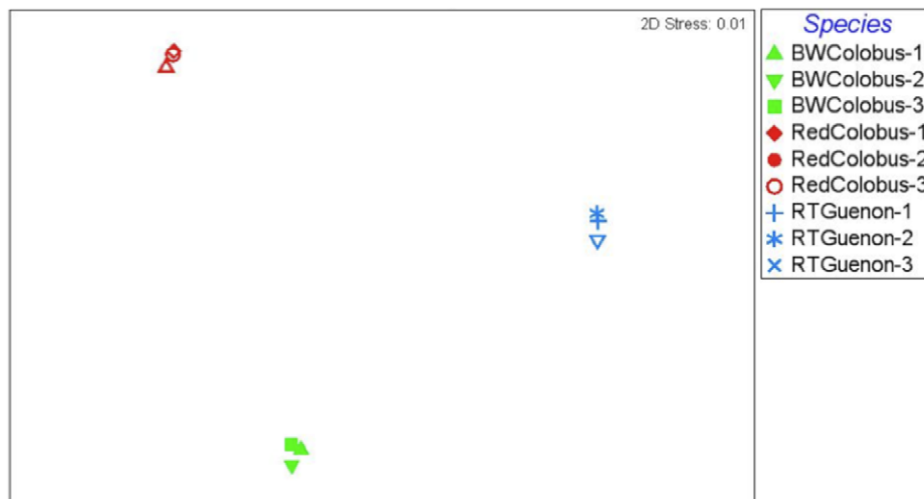 2D Stress: 0.01
Species
BWColobus-1
BWColobus-2
BWColobus-3
RedColobus-1
RedColobus-2
RedColobus-3
RTGuenon-1
RTGuenon-2
RTGuenon-3